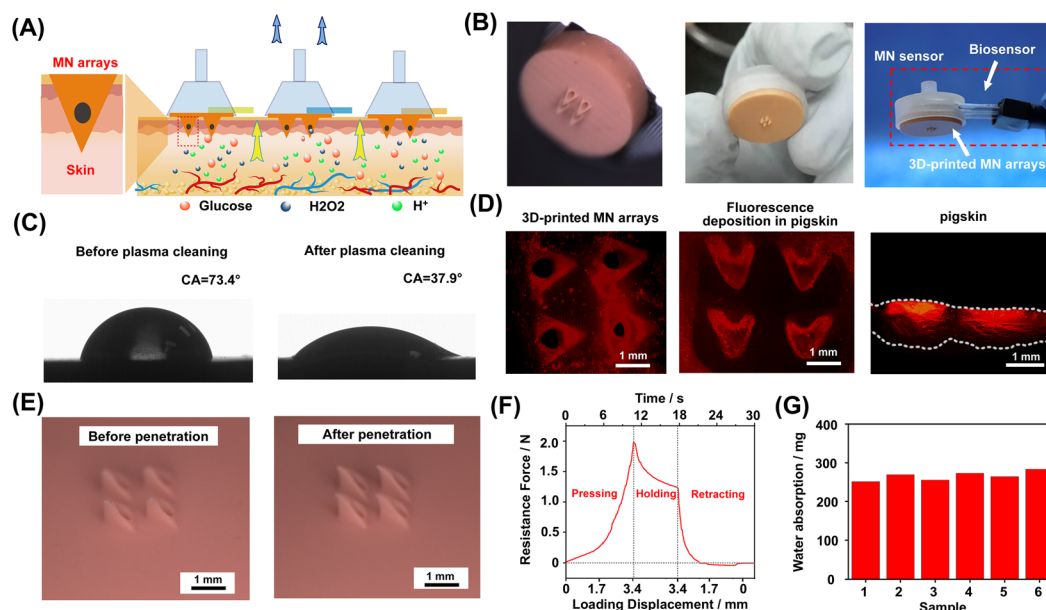 (A)
MN arrays
Skin
Glucose
H2O2
H+
(B)
MN sensor
Biosensor
3D-printed MN arrays
(C)
Before plasma cleaning
CA=73.4°
After plasma cleaning
CA=37.9°
(D)
3D-printed MN arrays
1 mm
Fluorescence
deposition in pigskin
1 mm
pigskin
1 mm
(E)
Before penetration
1 mm
After penetration
1 mm
(F)
Time / s
0 6 12 18 24 30
Resistance Force / N
2.0
1.5
1.0
0.5
0
Pressing
Holding
Retracting
0 1.7 3.4 3.4 1.7 0
Loading Displacement / mm
(G)
Water absorption / mg
400
300
200
100
0
1 2 3 4 5 6
Sample